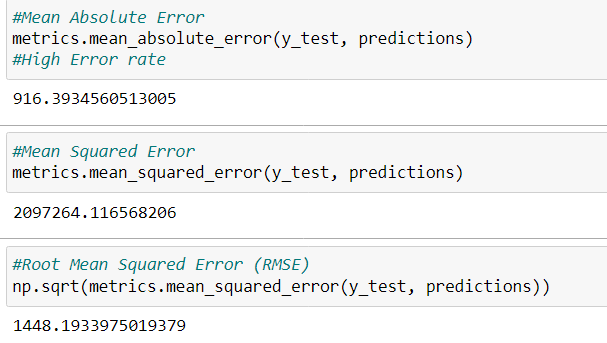 #Mean Absolute Error
metrics.mean_absolute_error(y_test, predictions)
#High Error rate
916.3934560513005
#Mean Squared Error
metrics.mean_squared_error(y_test, predictions)
2097264.116568206
#Root Mean Squared Error (RMSE)
np.sqrt(metrics.mean_squared_error(y_test, predictions))
1448.1933975019379